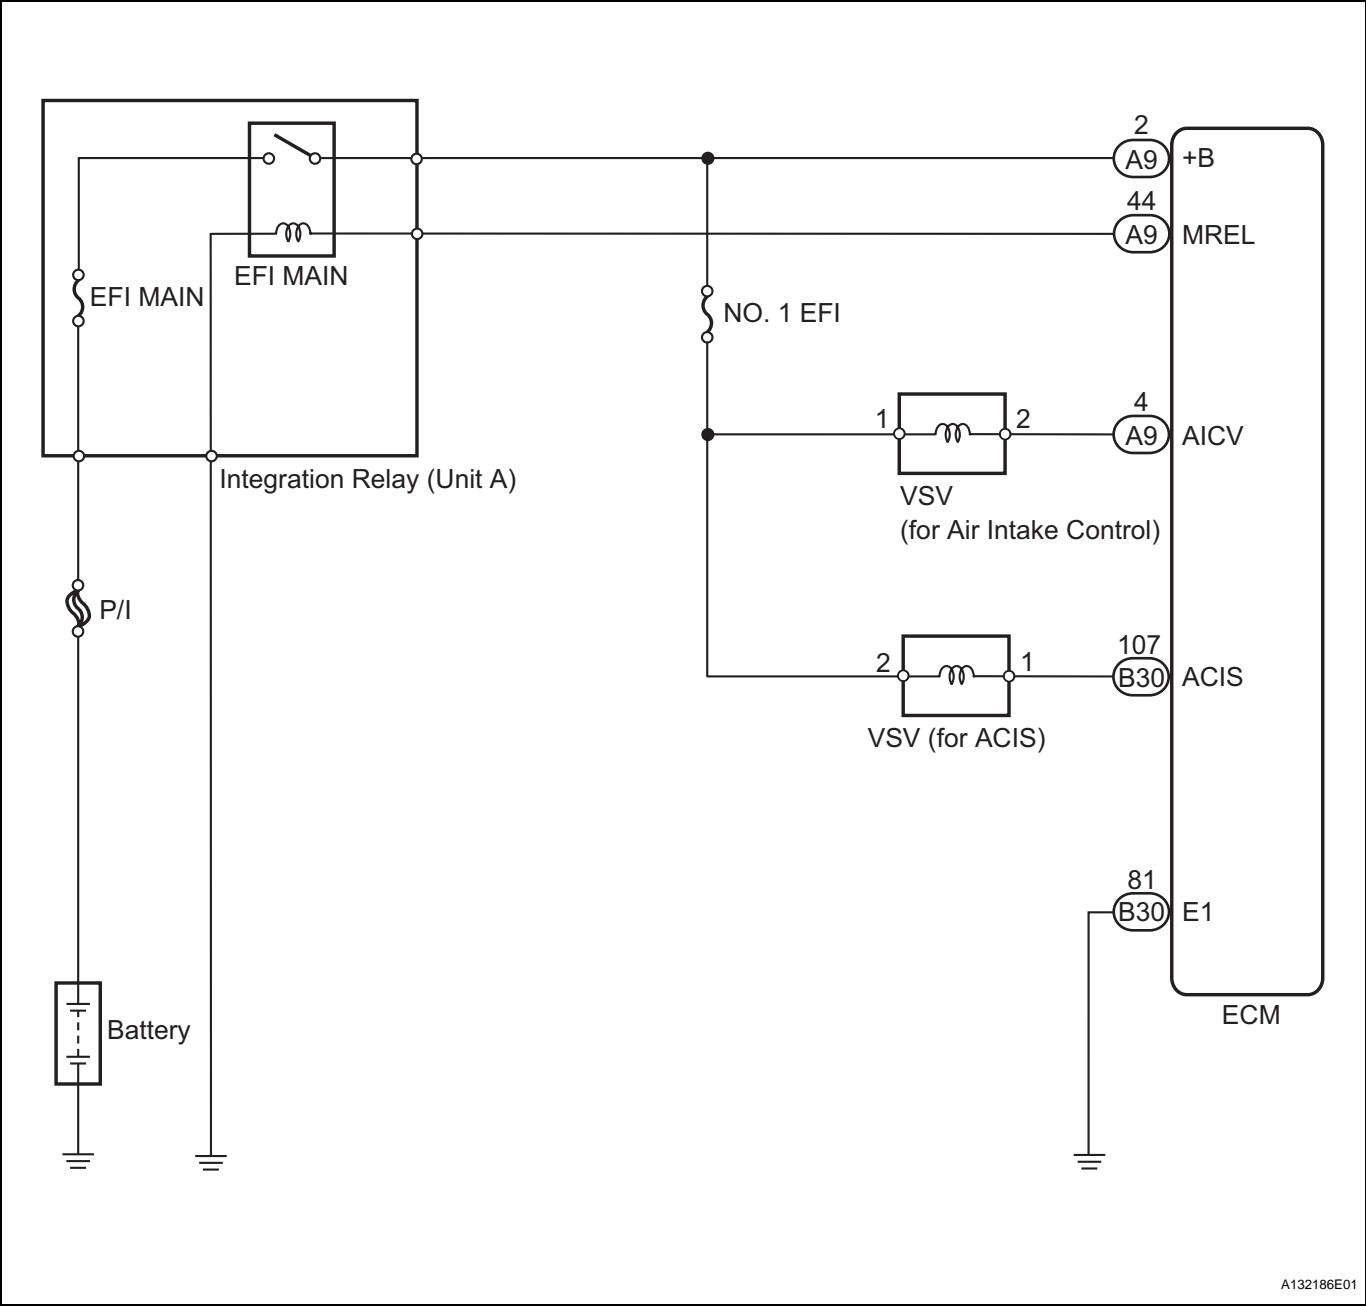 2
A9 +B
44
A9 MREL
EFI MAIN
EFI MAIN
NO. 1 EFI
4
1 2 A9 AICV
Integration Relay (Unit A)
VSV
(for Air Intake Control)
P/I
107
2 1 B30 ACIS
VSV (for ACIS)
81
B30 E1
ECM
Battery
A132186E01